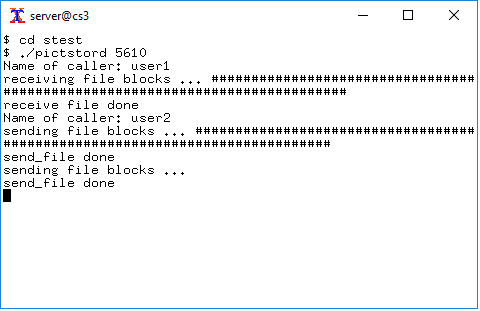 server@cs3
$ cd stest
$ ./pictstord 5610
Name of caller: user1
receiving file blocks ... #################################
###########################################
receive file done
Name of caller: user2
sending file blocks ... ###################################
#########################################
send_file done
sending file blocks ...
send_file done